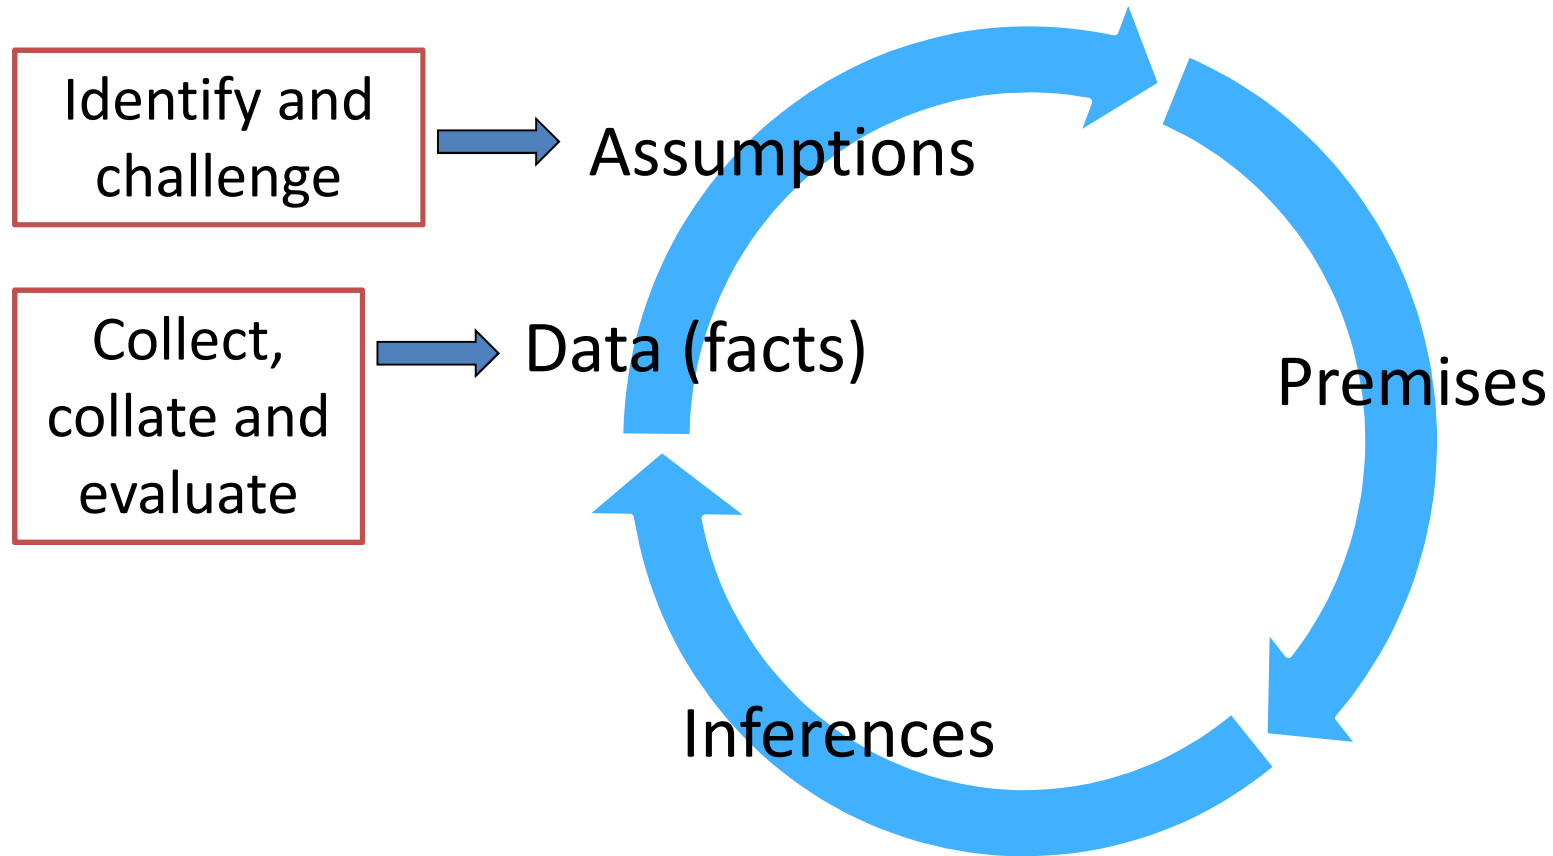 Identify and
challenge
Assumptions
Collect,
collate and
evaluate
Data (facts)
Premises
Inferences